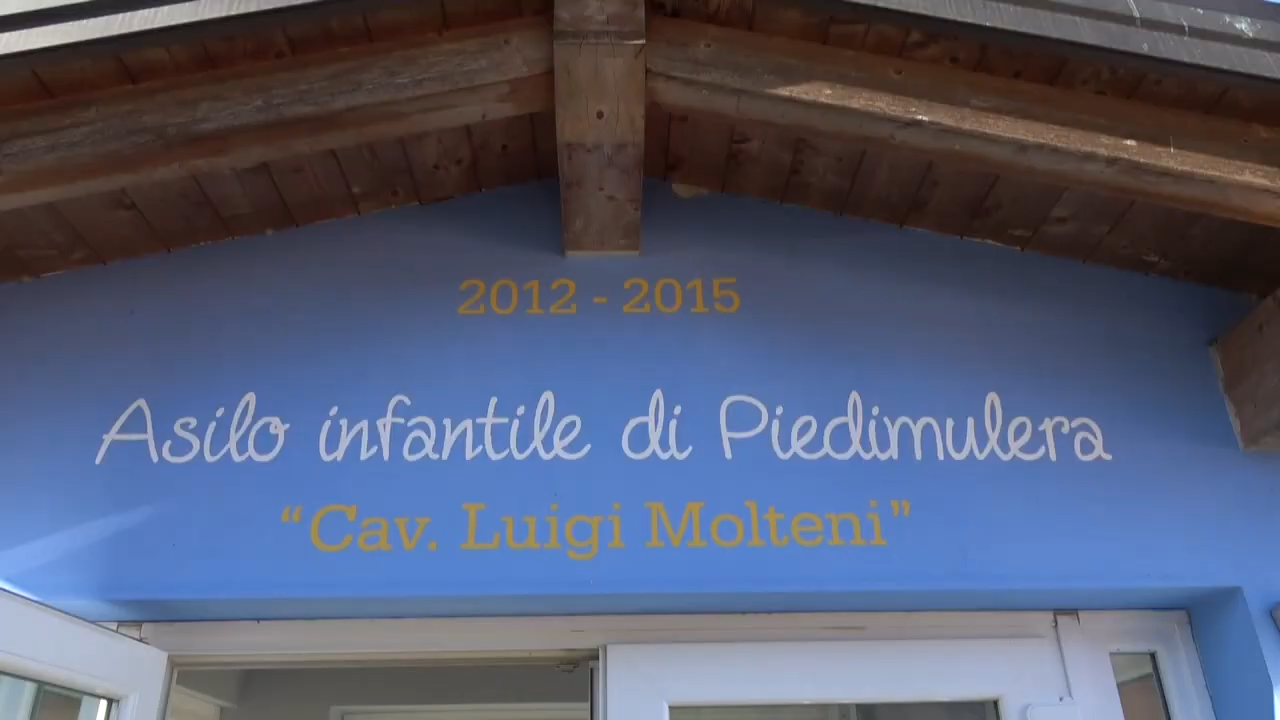 2012 - 2015
Asilo infantile di Piedimulera
“Cav. Luigi Molteni”